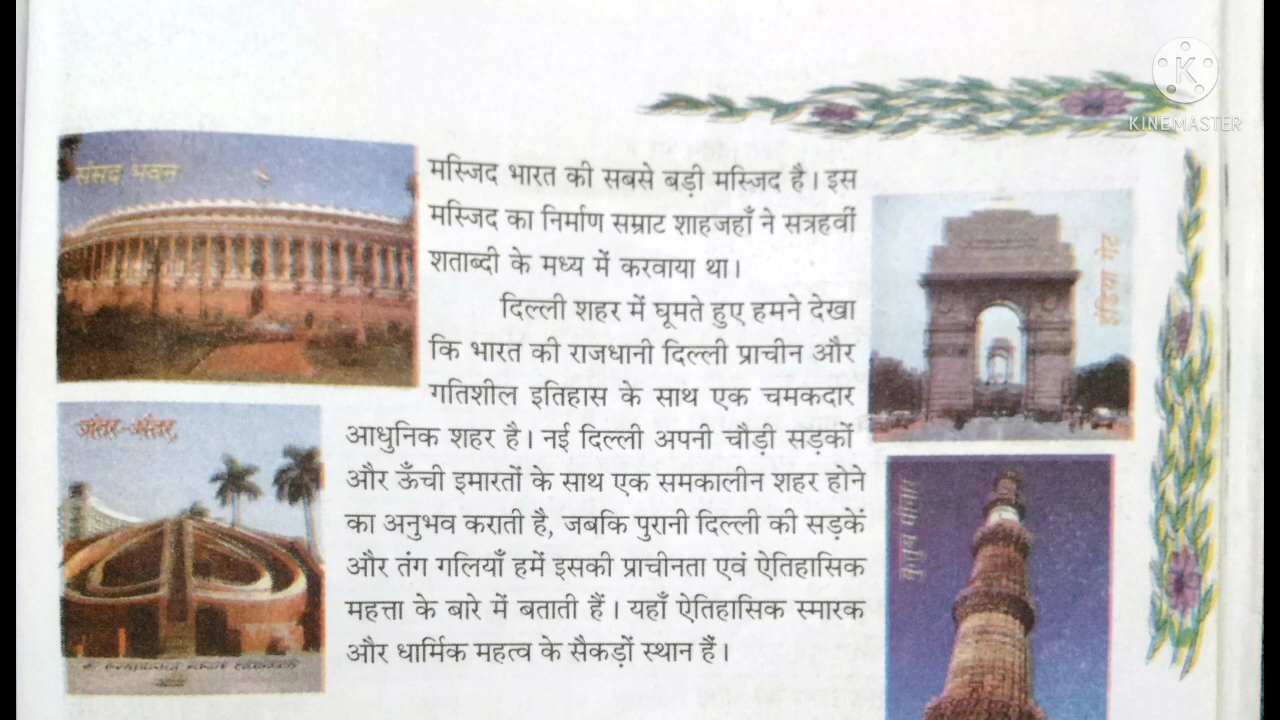 KINEMASTER
संसद भवन
मस्जिद भारत की सबसे बड़ी मस्जिद है। इस
मस्जिद का निर्माण सम्राट शाहजहाँ ने सत्रहवीं
शताब्दी के मध्य में करवाया था।
दिल्ली शहर में घूमते हुए हमने देखा
कि भारत की राजधानी दिल्ली प्राचीन और
गतिशील इतिहास के साथ एक चमकदार
आधुनिक शहर है। नई दिल्ली अपनी चौड़ी सड़कों
और ऊँची इमारतों के साथ एक समकालीन शहर होने
का अनुभव कराती है, जबकि पुरानी दिल्ली की सड़कें
और तंग गलियाँ हमें इसकी प्राचीनता एवं ऐतिहासिक
महत्ता के बारे में बताती हैं। यहाँ ऐतिहासिक स्मारक
और धार्मिक महत्व के सैकड़ों स्थान हैं।
इंडिया गेट
जंतर-मंतर
कुतुब मीनार